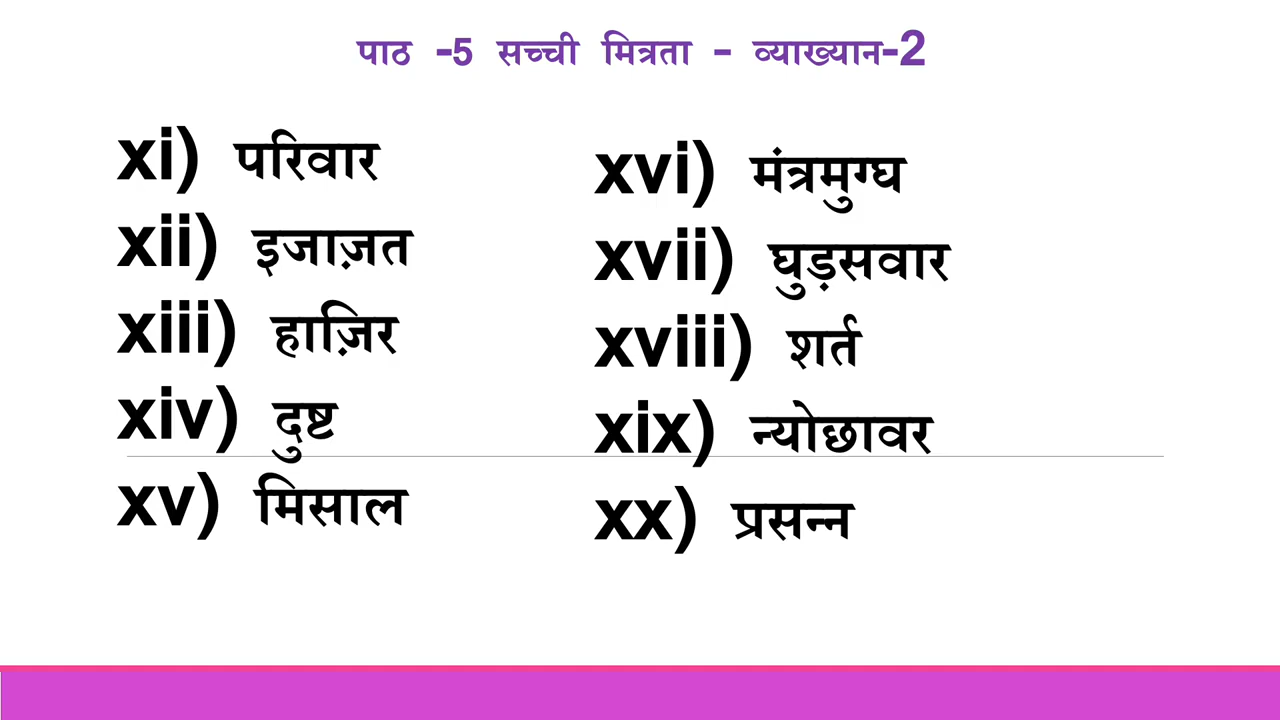 पाठ -5 सच्ची मित्रता - व्याख्यान-2
xi) परिवार
xii) इजाज़त
xiii) हाज़िर
xiv) दुष्ट
xv) मिसाल
xvi) मंत्रमुग्घ
xvii) घुड़सवार
xviii) शर्त
xix) न्योछावर
xx) प्रसन्न